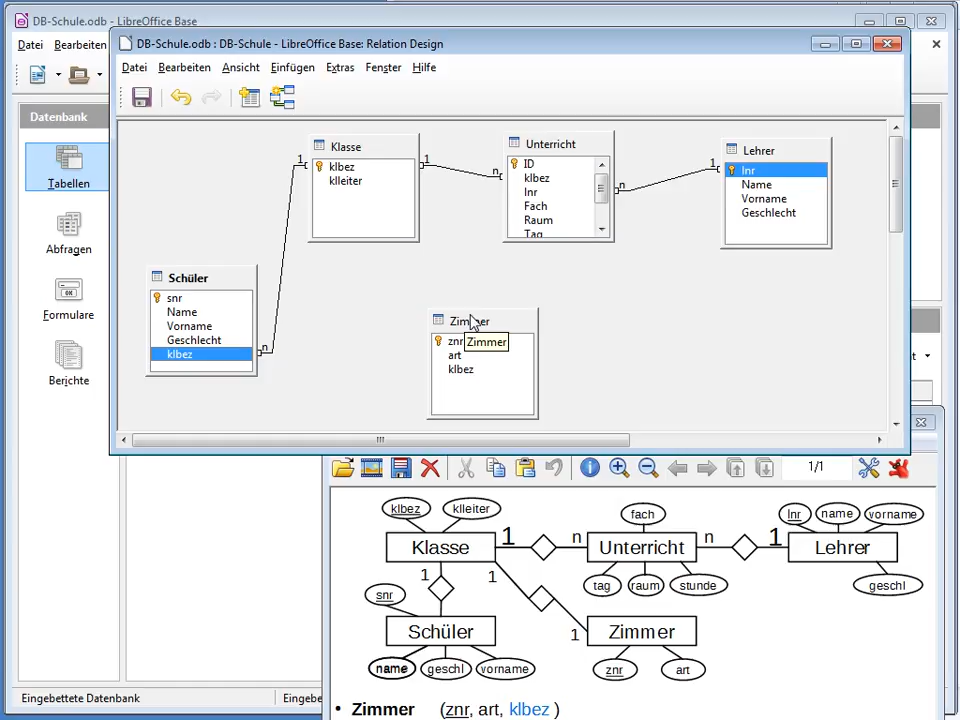 DB-Schule.odb - LibreOffice Base
DB-Schule.odb : DB-Schule - LibreOffice Base: Relation Design
Datei Bearbeiten
Datei Bearbeiten Ansicht Einfügen Extras Fenster Hilfe
Datenbank
Tabellen
Abfragen
Formulare
Berichte
Klasse
klbez
klleiter
Unterricht
ID
klbez
lnr
Fach
Raum
Tag
Lehrer
lnr
Name
Vorname
Geschlecht
1
1
n
n
1
Schüler
snr
Name
Vorname
Geschlecht
klbez
n
Zimmer
Zimmer
znr
art
klbez
1/1
klbez klleiter fach lnr name vorname
Klasse 1 n Unterricht n 1 Lehrer
1 1 tag raum stunde geschl
snr
Schüler 1 Zimmer
name geschl vorname znr art
• Zimmer (znr, art, klbez )
Eingebettete Datenbank
Eingebe